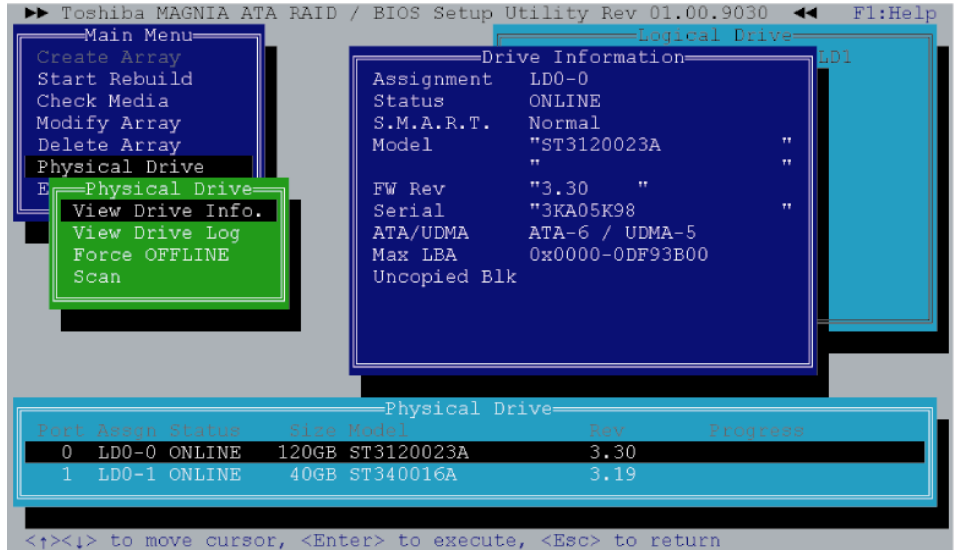 ▶▶ Toshiba MAGNIA ATA RAID / BIOS Setup Utility Rev 01.00.9030 ◀◀ F1:Help
Main Menu
Create Array
Start Rebuild
Check Media
Modify Array
Delete Array
Physical Drive
E
Physical Drive
View Drive Info.
View Drive Log
Force OFFLINE
Scan
Logical Drive
LD1
Drive Information
Assignment LD0-0
Status ONLINE
S.M.A.R.T. Normal
Model "ST3120023A "
" "
FW Rev "3.30 "
Serial "3KA05K98 "
ATA/UDMA ATA-6 / UDMA-5
Max LBA 0x0000-0DF93B00
Uncopied Blk
Physical Drive
Port Assgn Status Size Model Rev Progress
0 LD0-0 ONLINE 120GB ST3120023A 3.30
1 LD0-1 ONLINE 40GB ST340016A 3.19
<↑><↓> to move cursor, <Enter> to execute, <Esc> to return